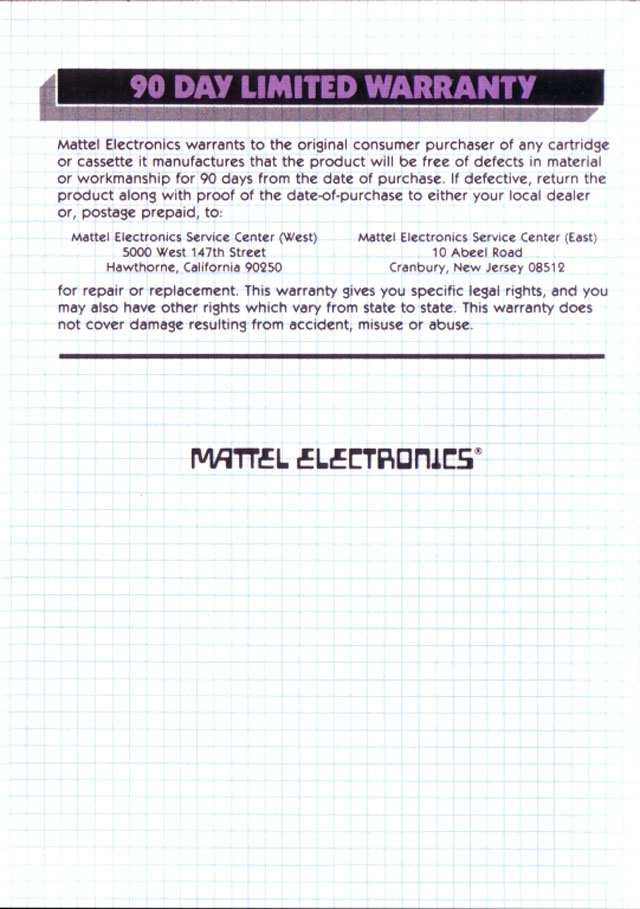 90 DAY LIMITED WARRANTY
Mattel Electronics warrants to the original consumer purchaser of any cartridge
or cassette it manufactures that the product will be free of defects in material
or workmanship for 90 days from the date of purchase. If defective, return the
product along with proof of the date-of-purchase to either your local dealer
or, postage prepaid, to:
Mattel Electronics Service Center (West)
5000 West 147th Street
Hawthorne, California 90250
Mattel Electronics Service Center (East)
10 Abeel Road
Cranbury, New Jersey 08512
for repair or replacement. This warranty gives you specific legal rights, and you
may also have other rights which vary from state to state. This warranty does
not cover damage resulting from accident, misuse or abuse.
MATTEL ELECTRONICS®